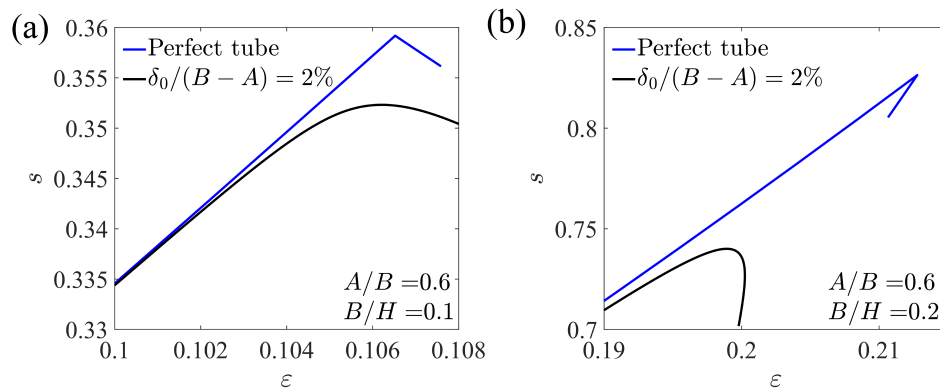 (a)
Perfect tube
δ₀/(B − A) = 2%
s
0.36
0.355
0.35
0.345
0.34
0.335
0.33
A/B =0.6
B/H =0.1
0.1 0.102 0.104 0.106 0.108
ε
(b)
Perfect tube
δ₀/(B − A) = 2%
s
0.85
0.8
0.75
0.7
A/B =0.6
B/H =0.2
0.19 0.2 0.21
ε